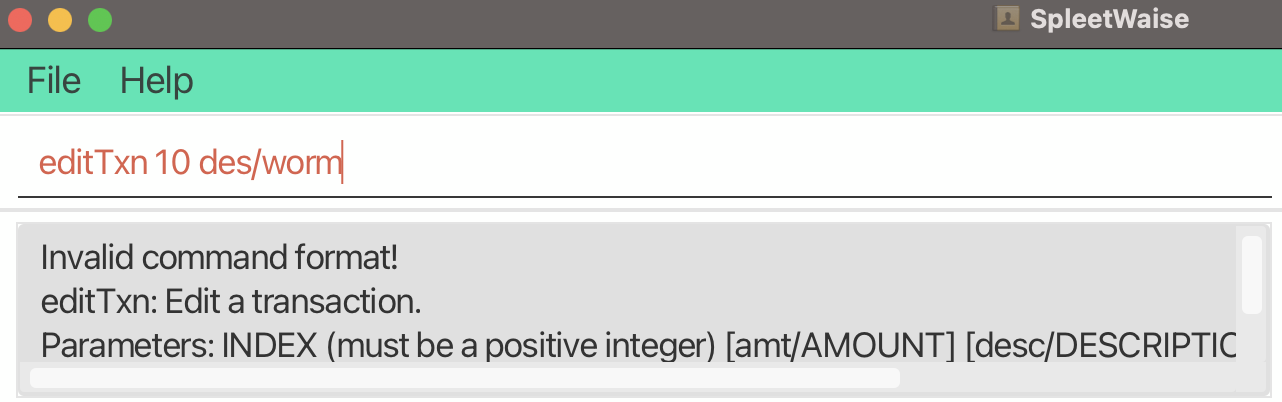 SpleetWaise
File Help
editTxn 10 des/worm
Invalid command format!
editTxn: Edit a transaction.
Parameters: INDEX (must be a positive integer) [amt/AMOUNT] [desc/DESCRIPTIC